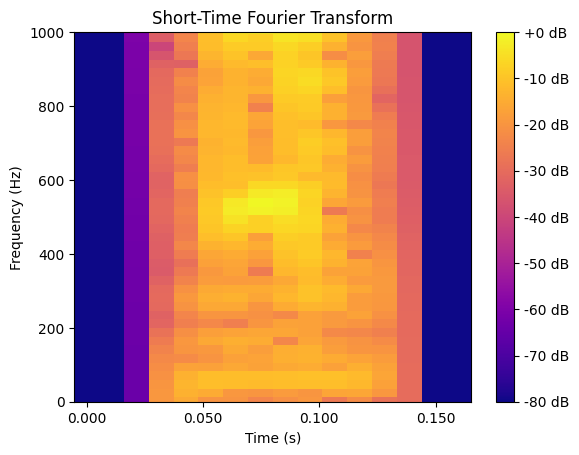 Short-Time Fourier Transform
1000
800
600
400
200
0
Frequency (Hz)
0.000
0.050
0.100
0.150
Time (s)
+0 dB
-10 dB
-20 dB
-30 dB
-40 dB
-50 dB
-60 dB
-70 dB
-80 dB